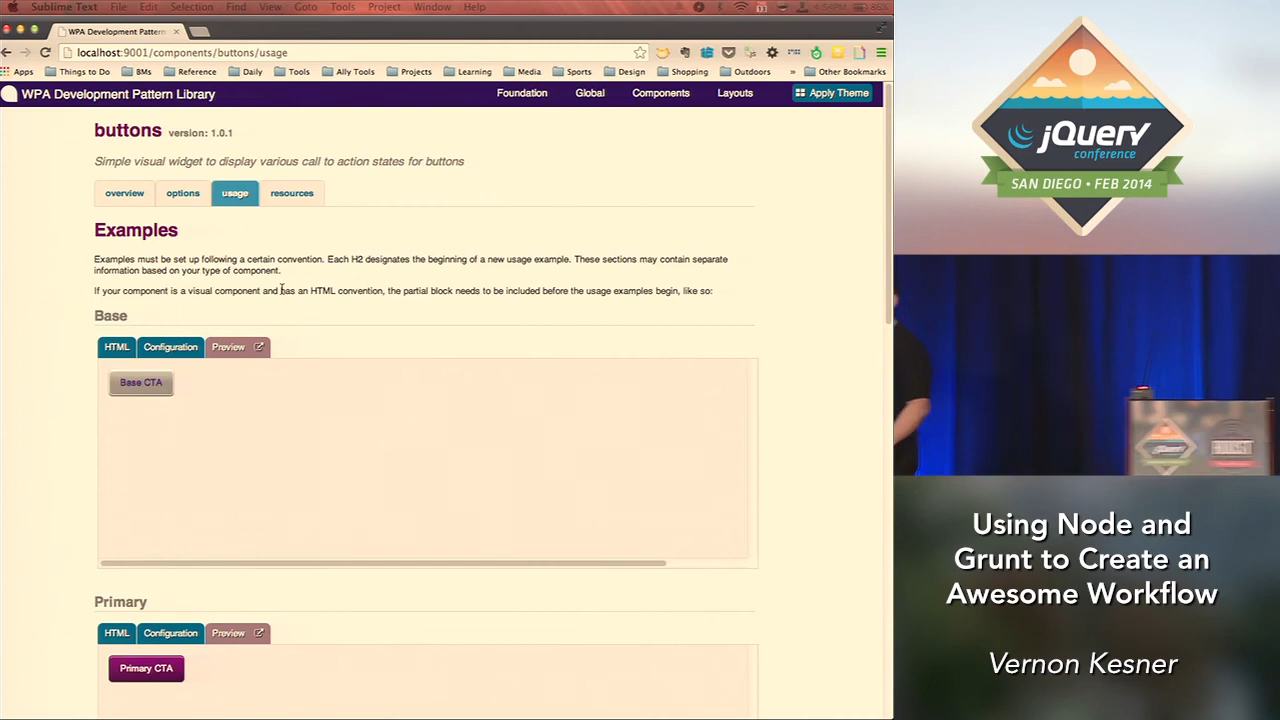 Sublime Text File Edit Selection Find View Goto Tools Project Window Help 4:54PM 86%
WPA Development Pattern
localhost:9001/components/buttons/usage
Apps Things to Do BMs Reference Daily Tools Ally Tools Projects Learning Media Sports Design Shopping Outdoors » Other Bookmarks
WPA Development Pattern Library Foundation Global Components Layouts Apply Theme
buttons version: 1.0.1
Simple visual widget to display various call to action states for buttons
overview options usage resources
Examples
Examples must be set up following a certain convention. Each H2 designates the beginning of a new usage example. These sections may contain separate
information based on your type of component.
If your component is a visual component and has an HTML convention, the partial block needs to be included before the usage examples begin, like so:
Base
HTML Configuration Preview
Base CTA
Primary
HTML Configuration Preview
Primary CTA
jQuery
conference
SAN DIEGO • FEB 2014
jQuery
Using Node and
Grunt to Create an
Awesome Workflow
Vernon Kesner